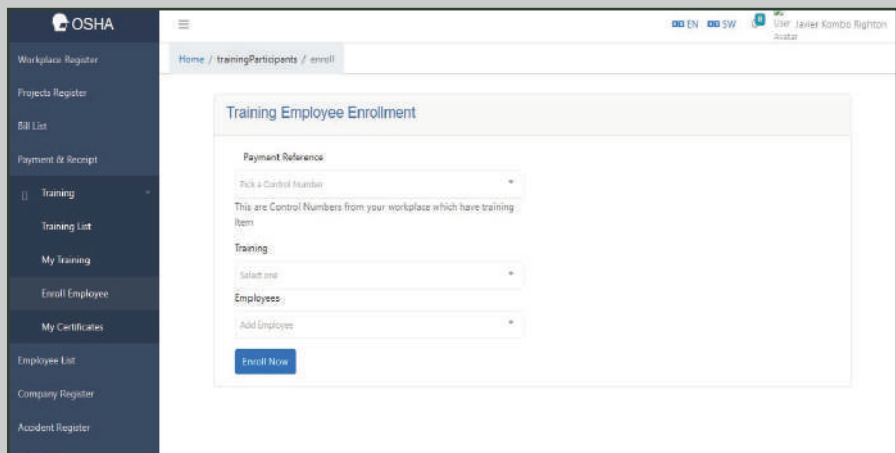 OSHA
EN SW
User Javier Kombo Righton
Avatar
Workplace Register
Projects Register
Bill List
Payment & Receipt
Training
Training List
My Training
Enroll Employee
My Certificates
Employee List
Company Register
Accident Register
Home / trainingParticipants / enroll
Training Employee Enrollment
Payment Reference
Pick a Control Number
This are Control Numbers from your workplace which have training
Item
Training
Select one
Employees
Add Employee
Enroll Now